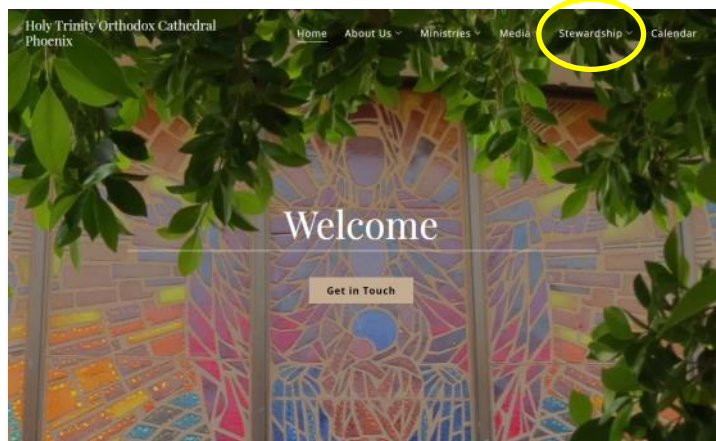 Holy Trinity Orthodox Cathedral
Phoenix
Home About Us Ministries Media Stewardship Calendar
Welcome
Get in Touch